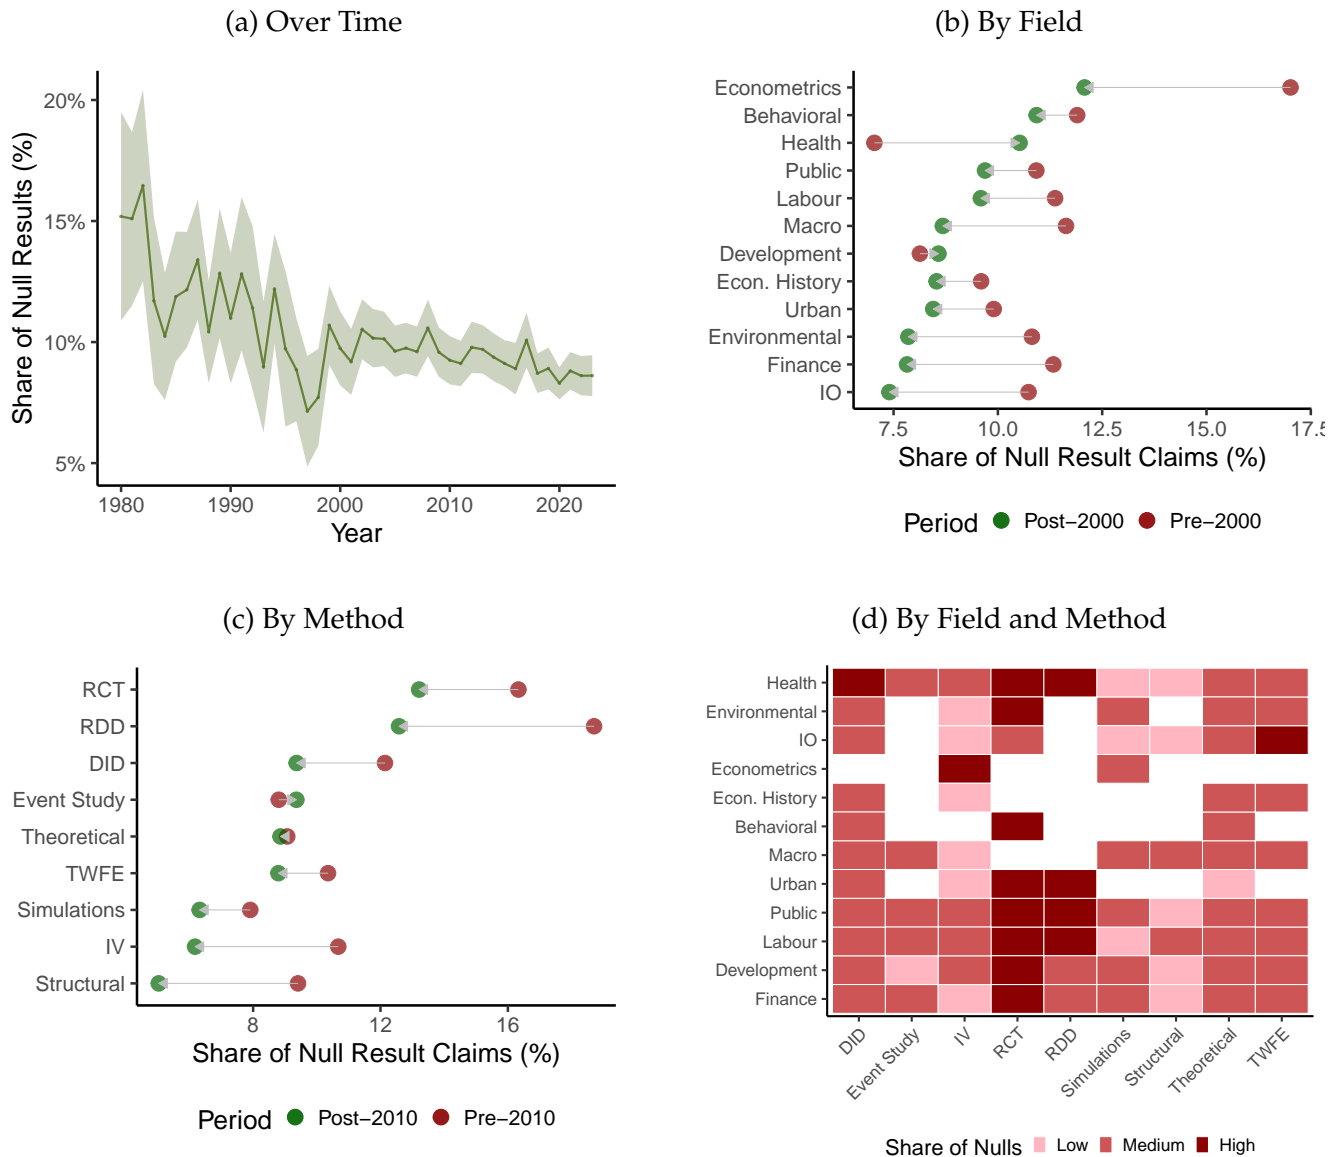 (a) Over Time
Share of Null Results (%)
20%
15%
10%
5%
1980 1990 2000 2010 2020
Year
(b) By Field
Econometrics
Behavioral
Health
Public
Labour
Macro
Development
Econ. History
Urban
Environmental
Finance
IO
7.5 10.0 12.5 15.0 17.5
Share of Null Result Claims (%)
Period Post−2000 Pre−2000
(c) By Method
RCT
RDD
DID
Event Study
Theoretical
TWFE
Simulations
IV
Structural
8 12 16
Share of Null Result Claims (%)
Period Post−2010 Pre−2010
(d) By Field and Method
Health
Environmental
IO
Econometrics
Econ. History
Behavioral
Macro
Urban
Public
Labour
Development
Finance
DID Event Study IV RCT RDD Simulations Structural Theoretical TWFE
Share of Nulls Low Medium High